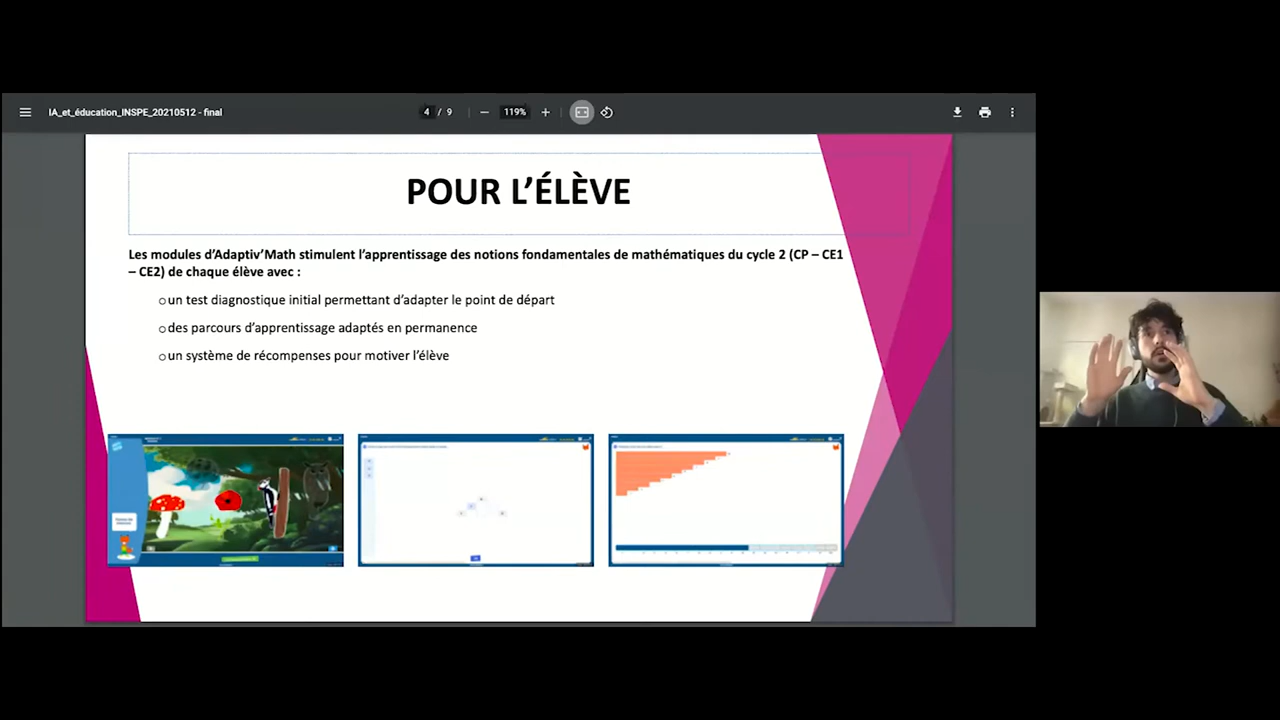 IA_et_éducation_INSPE_20210512 - final
4 / 9
119%
POUR L'ÉLÈVE
Les modules d'Adaptiv'Math stimulent l'apprentissage des notions fondamentales de mathématiques du cycle 2 (CP – CE1
– CE2) de chaque élève avec :
un test diagnostique initial permettant d'adapter le point de départ
des parcours d'apprentissage adaptés en permanence
un système de récompenses pour motiver l'élève